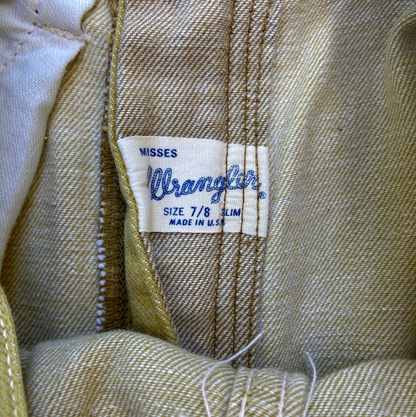 MISSES
Wrangler
SIZE 7/8 SLIM
MADE IN U.S.A